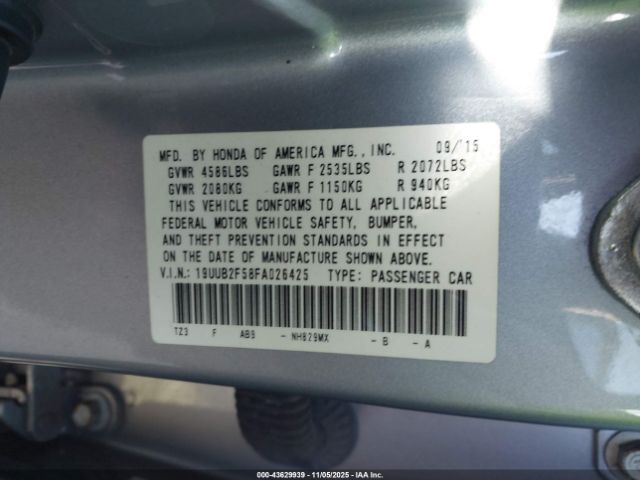 MFD. BY HONDA OF AMERICA MFG., INC. 09/'15
GVWR 4586LBS GAWR F 2535LBS R 2072LBS
GVWR 2080KG GAWR F 1150KG R 940KG
THIS VEHICLE CONFORMS TO ALL APPLICABLE
FEDERAL MOTOR VEHICLE SAFETY, BUMPER,
AND THEFT PREVENTION STANDARDS IN EFFECT
ON THE DATE OF MANUFACTURE SHOWN ABOVE.
V.I.N.: 19UUB2F58FA026425 TYPE: PASSENGER CAR
TZ3 F AB9 - NH829MX - B - A
000-43629939 - 11/05/2025 - IAA Inc.